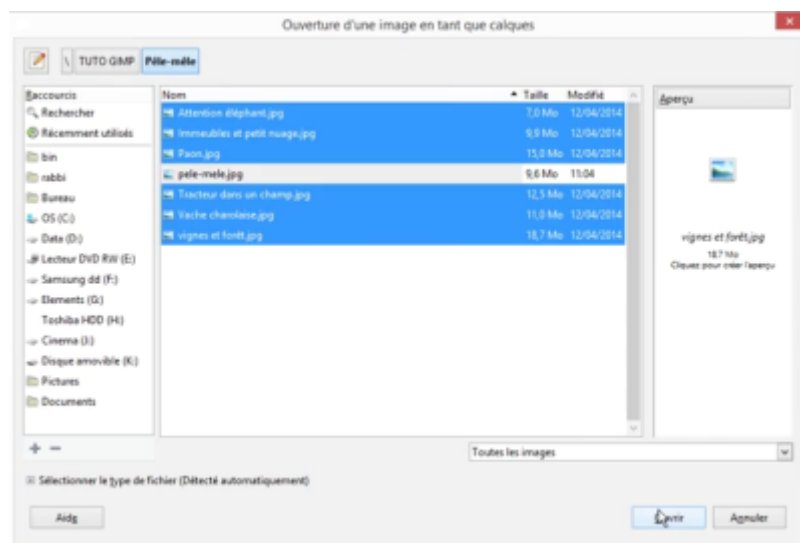 Ouverture d'une image en tant que calques
\ TUTO GIMP Pêle-mêle
Raccourcis
Rechercher
Récemment utilisés
bin
rabbi
Bureau
OS (C:)
Data (D:)
Lecteur DVD RW (E:)
Samsung dd (F:)
Elements (G:)
Toshiba HDD (H:)
Cinema (J:)
Disque amovible (K:)
Pictures
Documents
Nom Taille Modifié
Attention éléphant.jpg 7,0 Mo 12/04/2014
Immeubles et petit nuage.jpg 9,9 Mo 12/04/2014
Paon.jpg 15,0 Mo 12/04/2014
pele-mele.jpg 9,6 Mo 11:04
Tracteur dans un champ.jpg 12,5 Mo 12/04/2014
Vache charolaise.jpg 11,0 Mo 12/04/2014
vignes et forêt.jpg 18,7 Mo 12/04/2014
Aperçu
vignes et forêt.jpg
18,7 Mo
Cliquez pour créer l'aperçu
+ −
Toutes les images
Sélectionner le type de fichier (Détecté automatiquement)
Aide
Ouvrir
Annuler